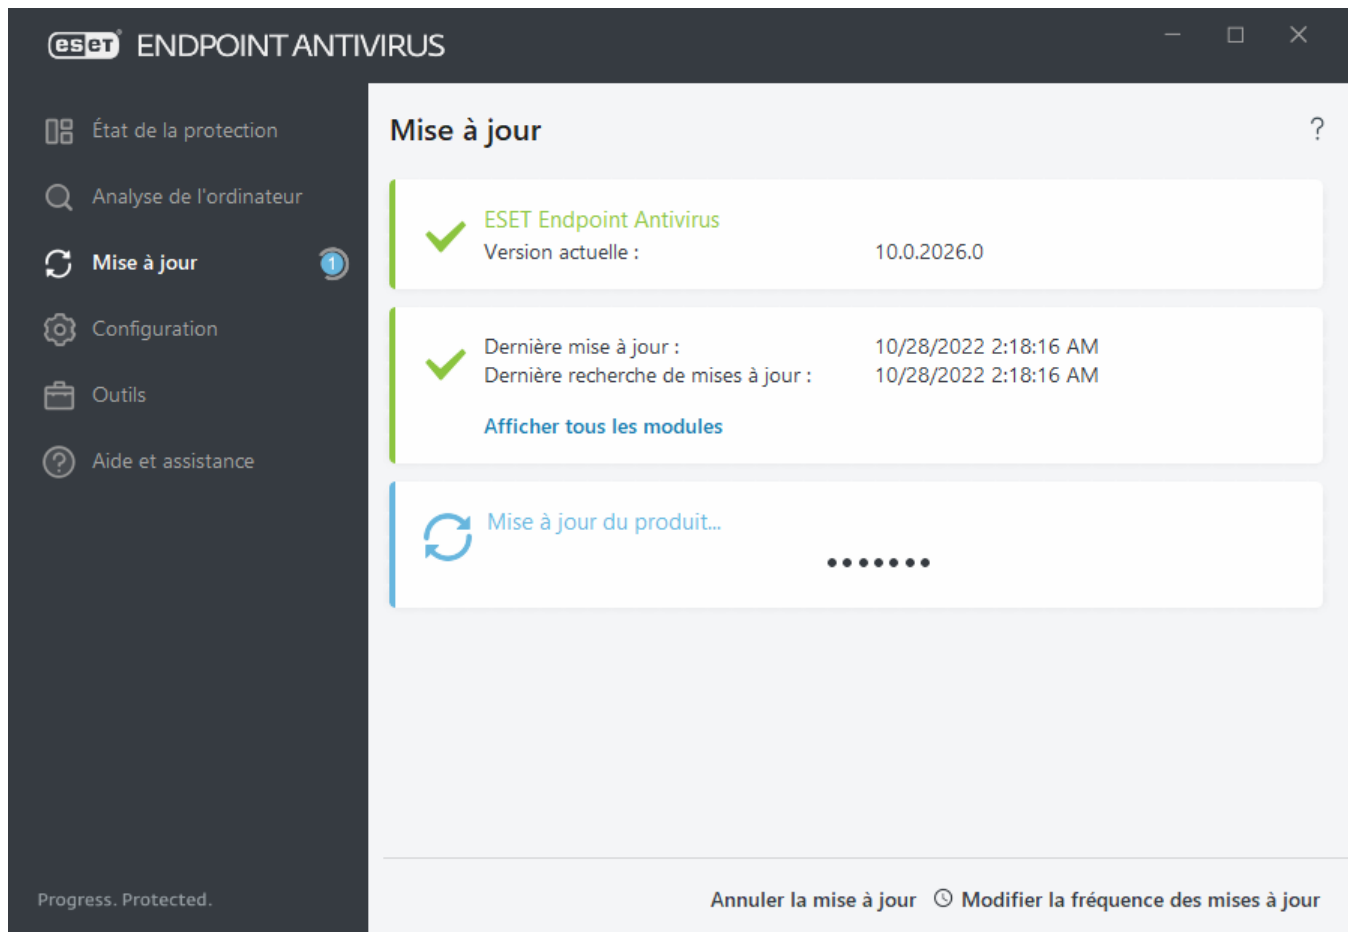 eset ENDPOINT ANTIVIRUS
État de la protection
Analyse de l'ordinateur
Mise à jour 1
Configuration
Outils
Aide et assistance
Progress. Protected.
Mise à jour ?
ESET Endpoint Antivirus
Version actuelle : 10.0.2026.0
Dernière mise à jour : 10/28/2022 2:18:16 AM
Dernière recherche de mises à jour : 10/28/2022 2:18:16 AM
Afficher tous les modules
Mise à jour du produit...
Annuler la mise à jour Modifier la fréquence des mises à jour